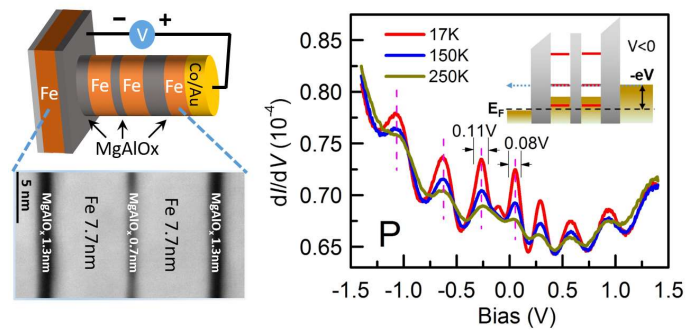 − V +
Fe
Fe
Fe
Fe
Co/Au
MgAlOx
5 nm
MgAlOₓ 1.3nm
Fe 7.7nm
MgAlOₓ 0.7nm
Fe 7.7nm
MgAlOₓ 1.3nm
0.85
0.80
0.75
0.70
0.65
dI/dV (10⁻⁴)
17K
150K
250K
0.11V
0.08V
V<0
-eV
E_F
P
-1.5 -1.0 -0.5 0.0 0.5 1.0 1.5
Bias (V)